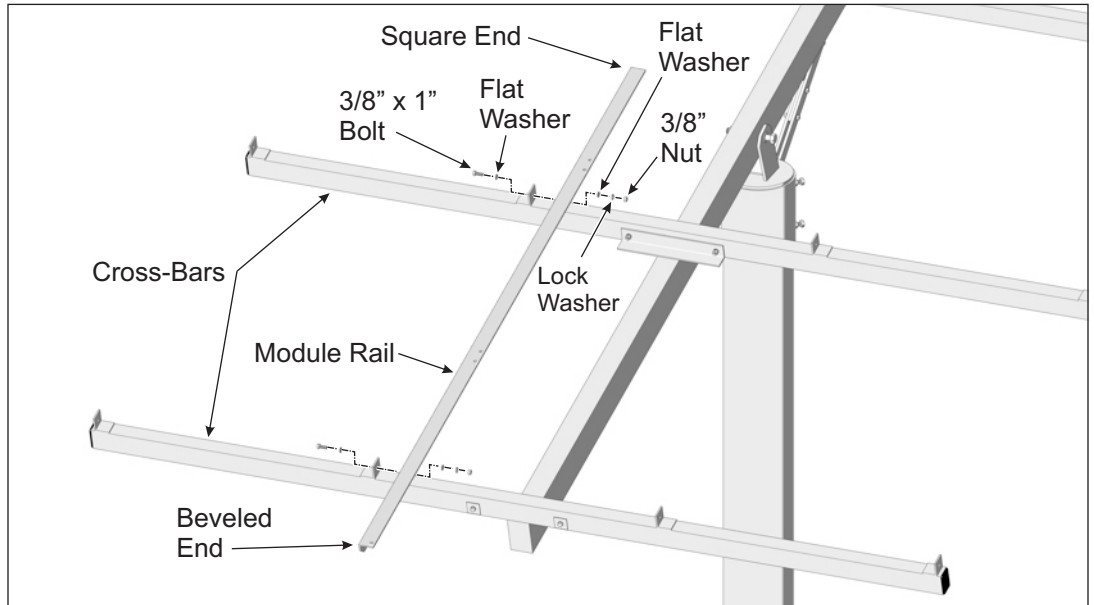 Square End
Flat
Washer
3/8” x 1”
Bolt
Flat
Washer
3/8”
Nut
Cross-Bars
Lock
Washer
Module Rail
Beveled
End